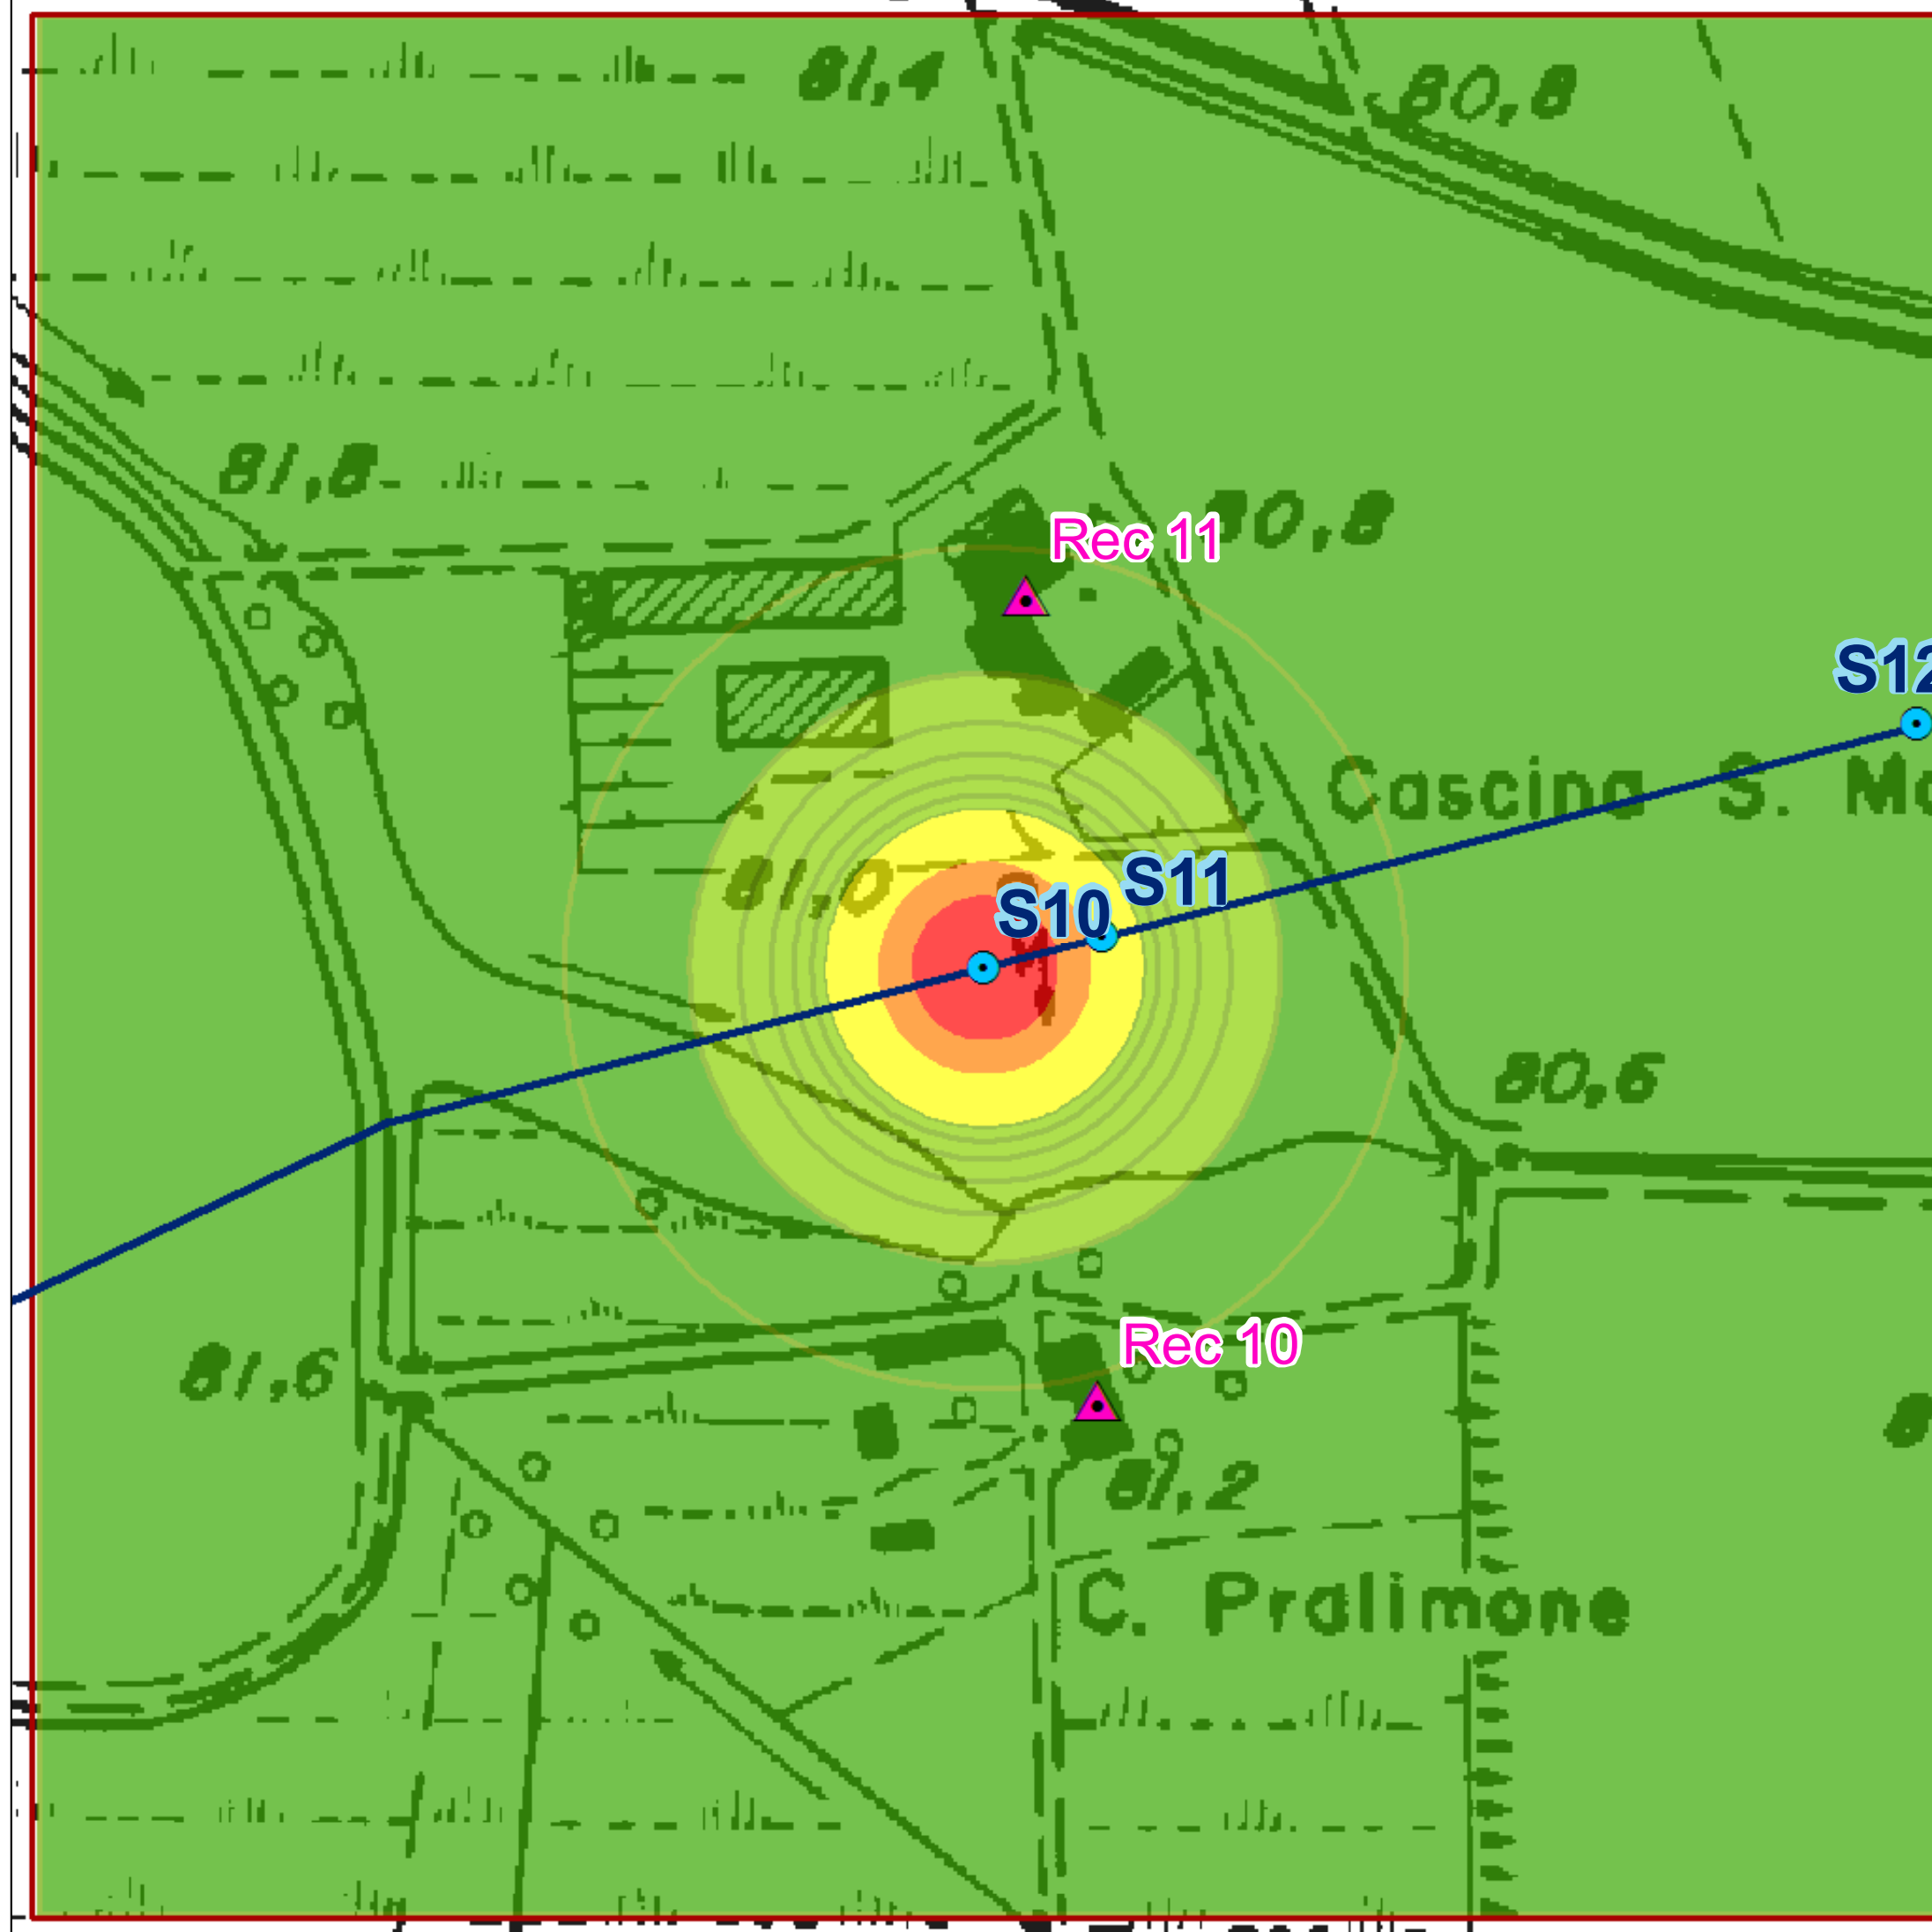 81,4
80,8
81,8
Rec 11
80,8
S12
Cascina S. Ma
81,0
S11
S10
80,6
Rec 10
81,6
81,2
C. Pralimone